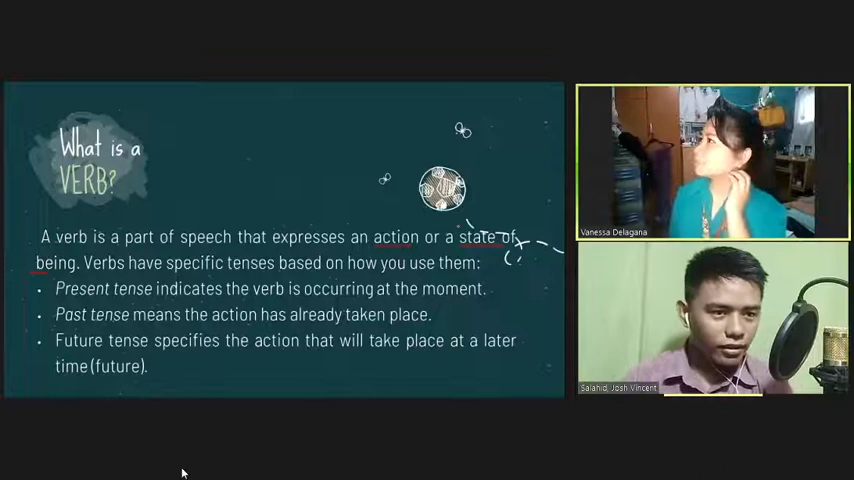 What is a
VERB?
A verb is a part of speech that expresses an action or a state of
being. Verbs have specific tenses based on how you use them:
• Present tense indicates the verb is occurring at the moment.
• Past tense means the action has already taken place.
• Future tense specifies the action that will take place at a later
time (future).
Vanessa Delagana
Salahid, Josh Vincent